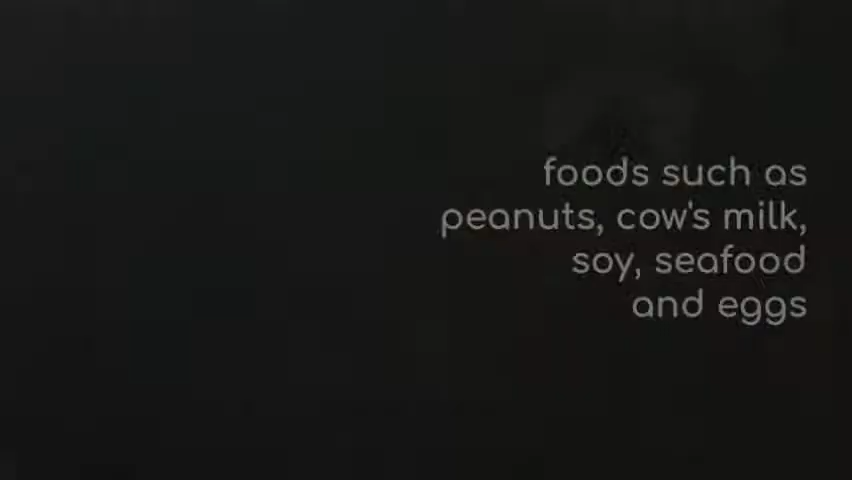 foods such as
peanuts, cow's milk,
soy, seafood
and eggs